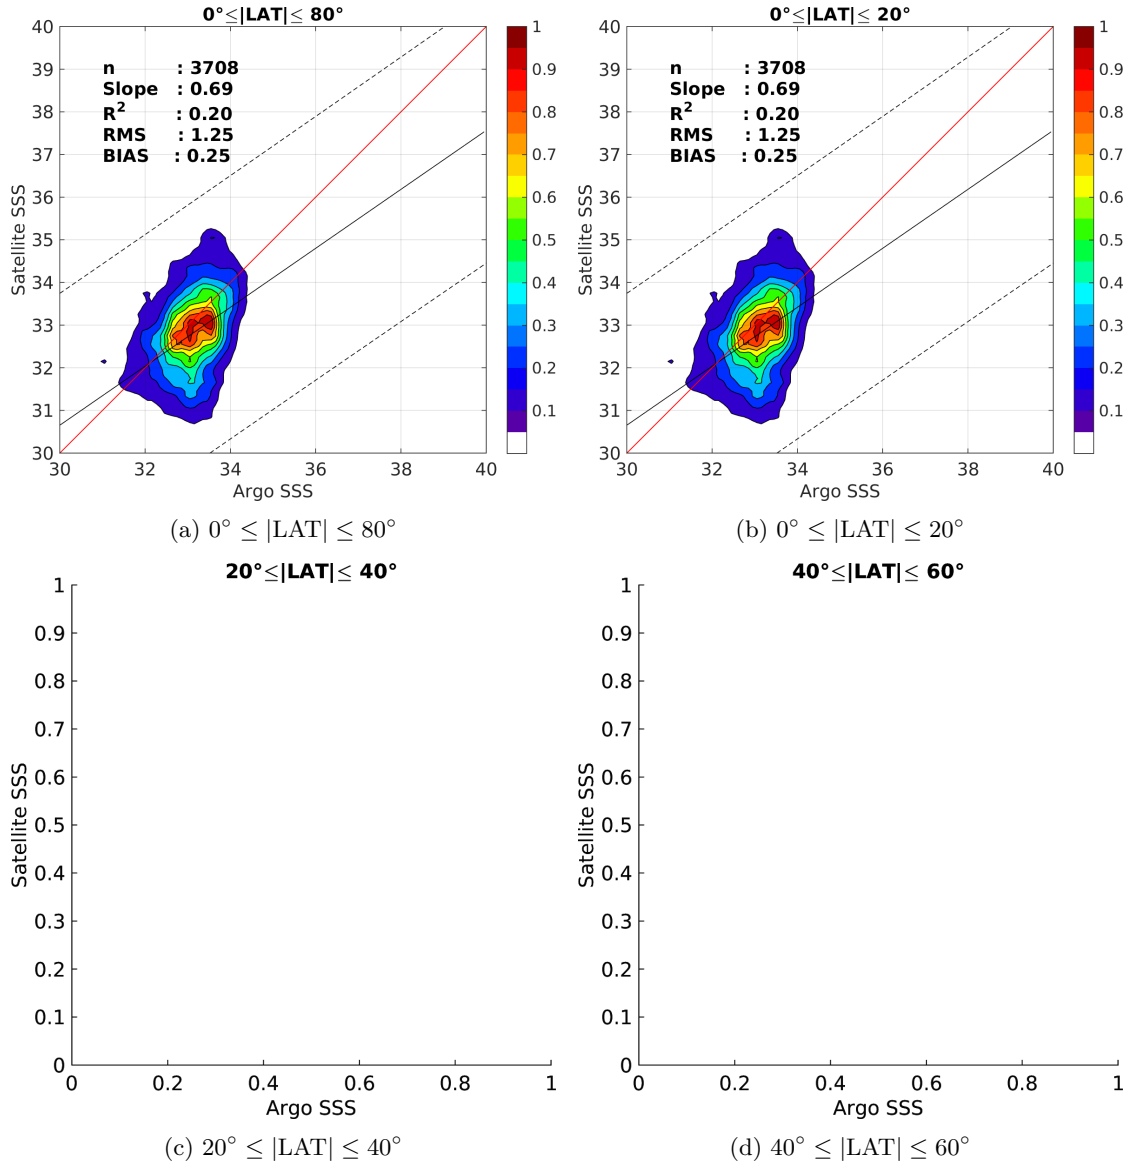 0°≤|LAT|≤ 80°
n : 3708
Slope : 0.69
R² : 0.20
RMS : 1.25
BIAS : 0.25
40
39
38
37
36
35
34
33
32
31
30
Satellite SSS
30 32 34 36 38 40
Argo SSS
1
0.9
0.8
0.7
0.6
0.5
0.4
0.3
0.2
0.1
(a) 0° ≤ |LAT| ≤ 80°
0°≤|LAT|≤ 20°
n : 3708
Slope : 0.69
R² : 0.20
RMS : 1.25
BIAS : 0.25
40
39
38
37
36
35
34
33
32
31
30
Satellite SSS
30 32 34 36 38 40
Argo SSS
1
0.9
0.8
0.7
0.6
0.5
0.4
0.3
0.2
0.1
(b) 0° ≤ |LAT| ≤ 20°
20°≤|LAT|≤ 40°
1
0.9
0.8
0.7
0.6
0.5
0.4
0.3
0.2
0.1
0
Satellite SSS
0 0.2 0.4 0.6 0.8 1
Argo SSS
(c) 20° ≤ |LAT| ≤ 40°
40°≤|LAT|≤ 60°
1
0.9
0.8
0.7
0.6
0.5
0.4
0.3
0.2
0.1
0
Satellite SSS
0 0.2 0.4 0.6 0.8 1
Argo SSS
(d) 40° ≤ |LAT| ≤ 60°